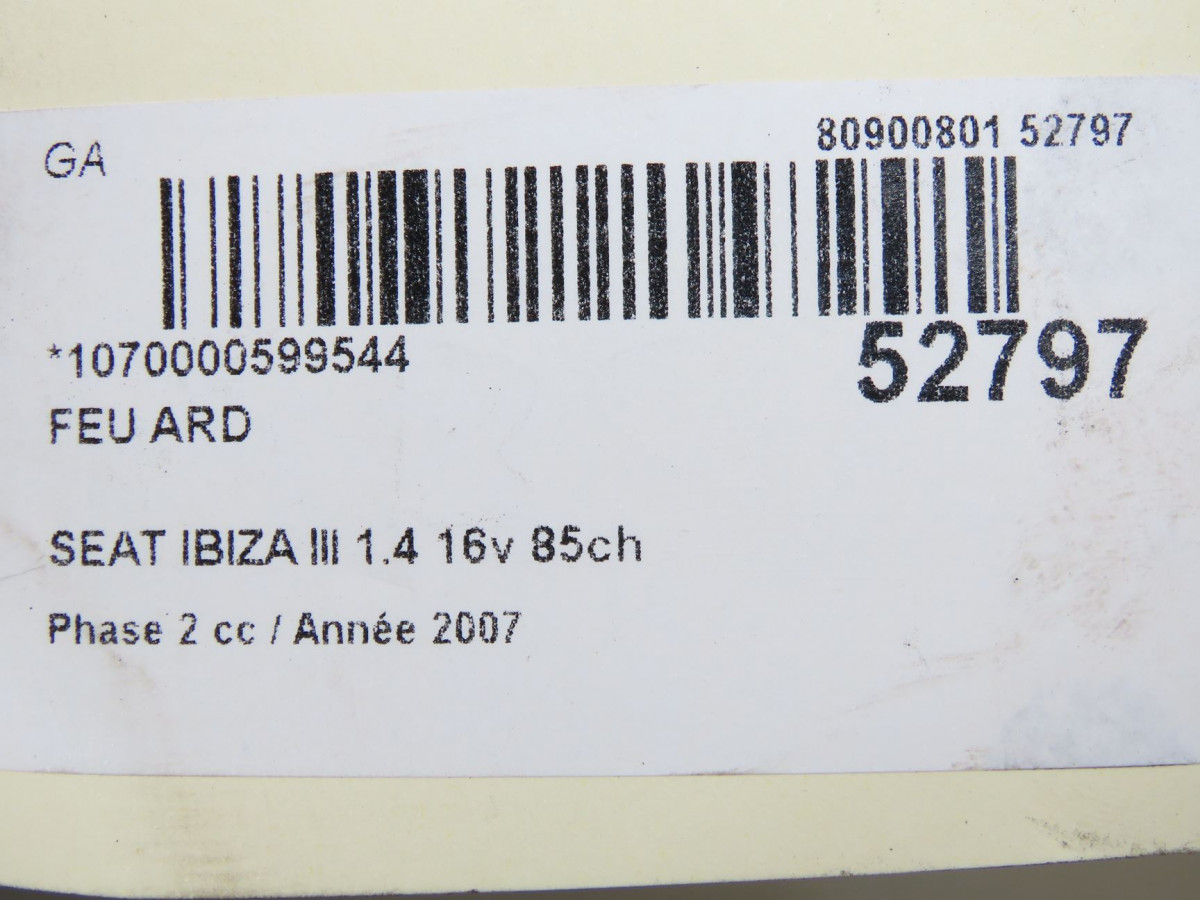 GA
80900801 52797
*1070000599544
52797
FEU ARD
SEAT IBIZA III 1.4 16v 85ch
Phase 2 cc / Année 2007